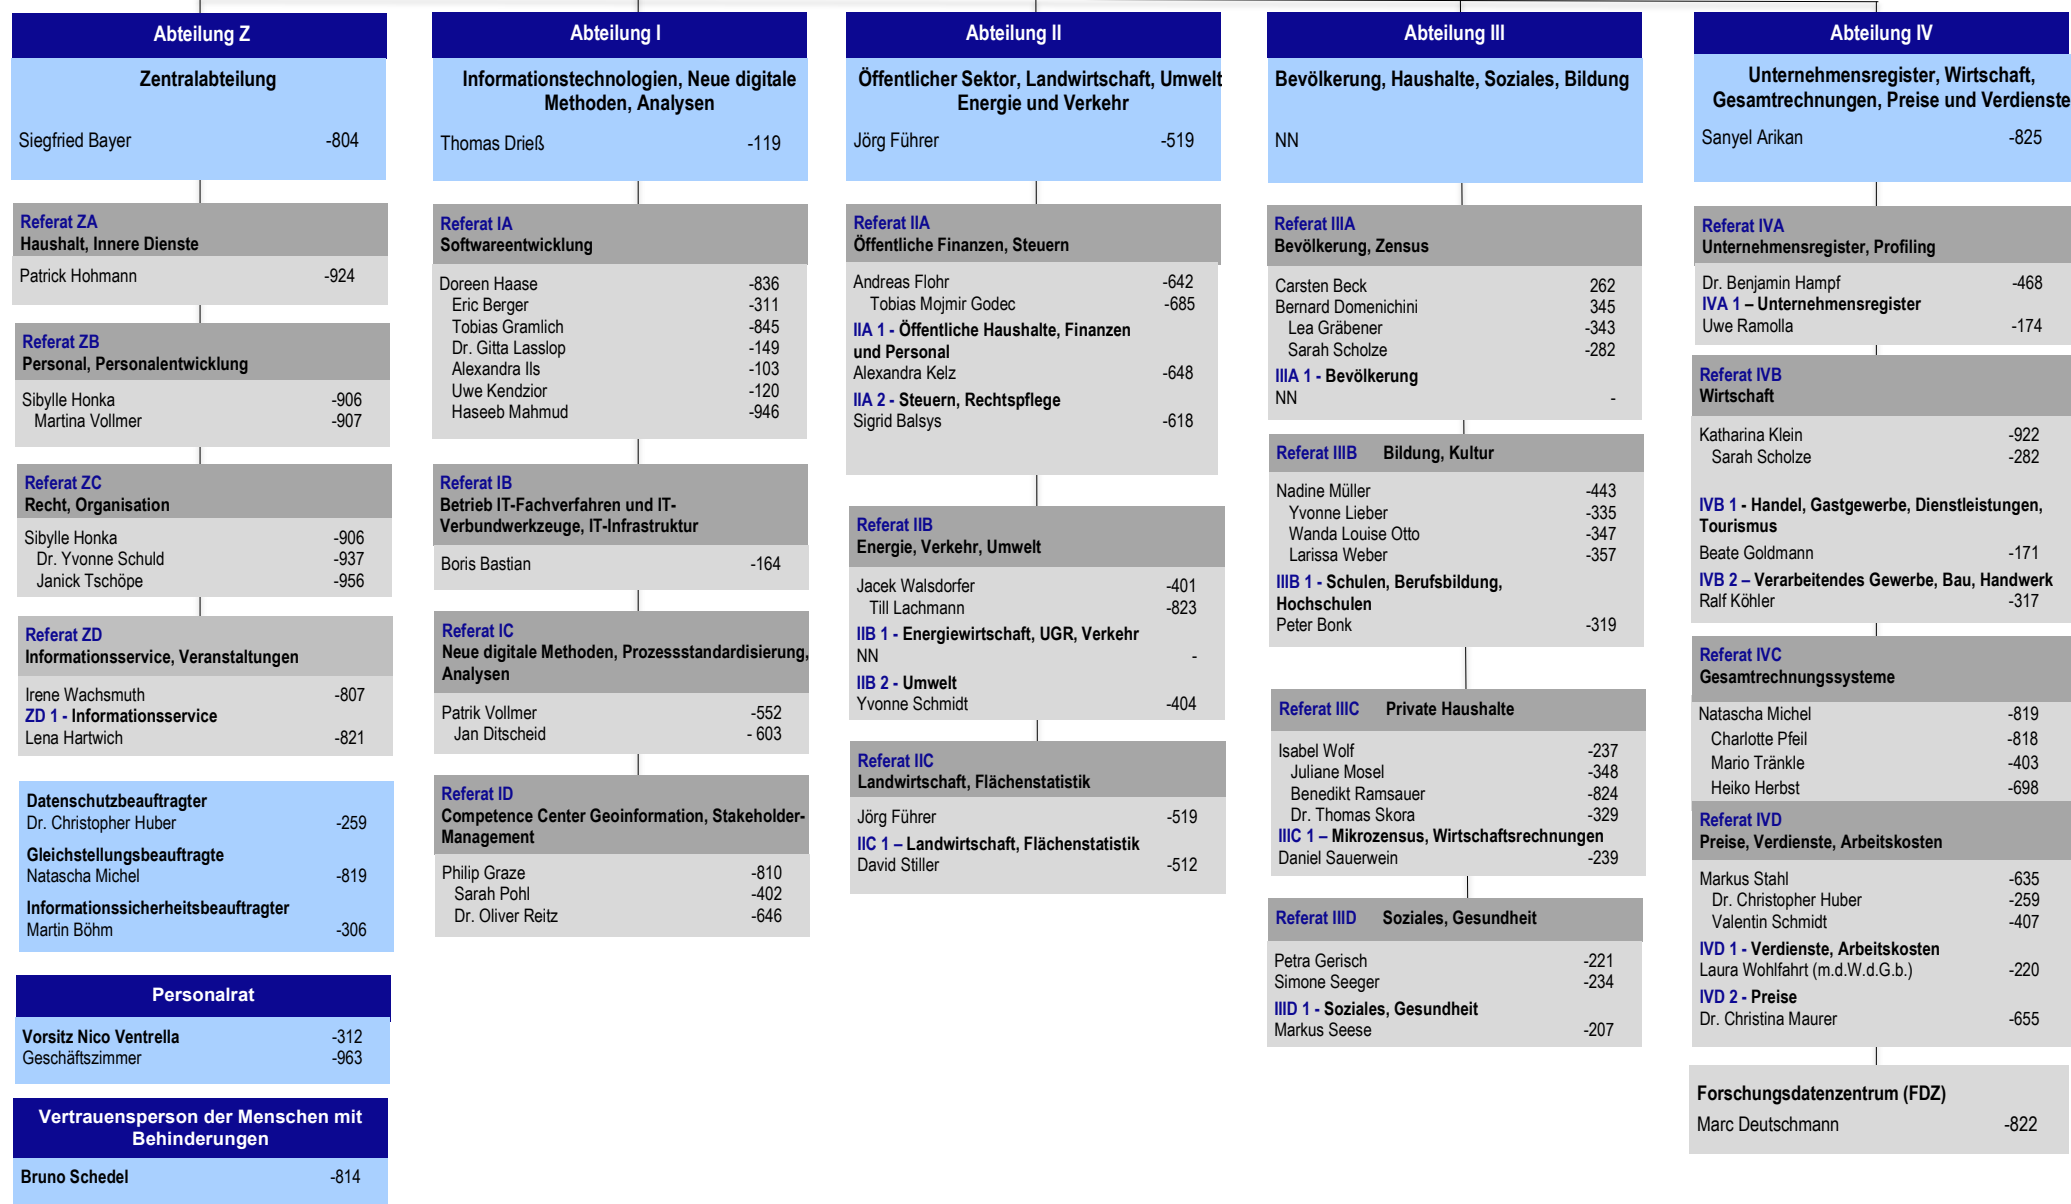 Abteilung Z
Zentralabteilung
Siegfried Bayer -804
Referat ZA
Haushalt, Innere Dienste
Patrick Hohmann -924
Referat ZB
Personal, Personalentwicklung
Sibylle Honka -906
Martina Vollmer -907
Referat ZC
Recht, Organisation
Sibylle Honka -906
Dr. Yvonne Schuld -937
Janick Tschöpe -956
Referat ZD
Informationsservice, Veranstaltungen
Irene Wachsmuth -807
ZD 1 - Informationsservice
Lena Hartwich -821
Datenschutzbeauftragter
Dr. Christopher Huber -259
Gleichstellungsbeauftragte
Natascha Michel -819
Informationssicherheitsbeauftragter
Martin Böhm -306
Personalrat
Vorsitz Nico Ventrella -312
Geschäftszimmer -963
Vertrauensperson der Menschen mit
Behinderungen
Bruno Schedel -814
Abteilung I
Informationstechnologien, Neue digitale
Methoden, Analysen
Thomas Drieß -119
Referat IA
Softwareentwicklung
Doreen Haase -836
Eric Berger -311
Tobias Gramlich -845
Dr. Gitta Lasslop -149
Alexandra Ils -103
Uwe Kendzior -120
Haseeb Mahmud -946
Referat IB
Betrieb IT-Fachverfahren und IT-
Verbundwerkzeuge, IT-Infrastruktur
Boris Bastian -164
Referat IC
Neue digitale Methoden, Prozessstandardisierung,
Analysen
Patrik Vollmer -552
Jan Ditscheid - 603
Referat ID
Competence Center Geoinformation, Stakeholder-
Management
Philip Graze -810
Sarah Pohl -402
Dr. Oliver Reitz -646
Abteilung II
Öffentlicher Sektor, Landwirtschaft, Umwelt
Energie und Verkehr
Jörg Führer -519
Referat IIA
Öffentliche Finanzen, Steuern
Andreas Flohr -642
Tobias Mojmir Godec -685
IIA 1 - Öffentliche Haushalte, Finanzen
und Personal
Alexandra Kelz -648
IIA 2 - Steuern, Rechtspflege
Sigrid Balsys -618
Referat IIB
Energie, Verkehr, Umwelt
Jacek Walsdorfer -401
Till Lachmann -823
IIB 1 - Energiewirtschaft, UGR, Verkehr
NN -
IIB 2 - Umwelt
Yvonne Schmidt -404
Referat IIC
Landwirtschaft, Flächenstatistik
Jörg Führer -519
IIC 1 – Landwirtschaft, Flächenstatistik
David Stiller -512
Abteilung III
Bevölkerung, Haushalte, Soziales, Bildung
NN
Referat IIIA
Bevölkerung, Zensus
Carsten Beck 262
Bernard Domenichini 345
Lea Gräbener -343
Sarah Scholze -282
IIIA 1 - Bevölkerung
NN -
Referat IIIB Bildung, Kultur
Nadine Müller -443
Yvonne Lieber -335
Wanda Louise Otto -347
Larissa Weber -357
IIIB 1 - Schulen, Berufsbildung,
Hochschulen
Peter Bonk -319
Referat IIIC Private Haushalte
Isabel Wolf -237
Juliane Mosel -348
Benedikt Ramsauer -824
Dr. Thomas Skora -329
IIIC 1 – Mikrozensus, Wirtschaftsrechnungen
Daniel Sauerwein -239
Referat IIID Soziales, Gesundheit
Petra Gerisch -221
Simone Seeger -234
IIID 1 - Soziales, Gesundheit
Markus Seese -207
Abteilung IV
Unternehmensregister, Wirtschaft,
Gesamtrechnungen, Preise und Verdienste
Sanyel Arikan -825
Referat IVA
Unternehmensregister, Profiling
Dr. Benjamin Hampf -468
IVA 1 – Unternehmensregister
Uwe Ramolla -174
Referat IVB
Wirtschaft
Katharina Klein -922
Sarah Scholze -282
IVB 1 - Handel, Gastgewerbe, Dienstleistungen,
Tourismus
Beate Goldmann -171
IVB 2 – Verarbeitendes Gewerbe, Bau, Handwerk
Ralf Köhler -317
Referat IVC
Gesamtrechnungssysteme
Natascha Michel -819
Charlotte Pfeil -818
Mario Tränkle -403
Heiko Herbst -698
Referat IVD
Preise, Verdienste, Arbeitskosten
Markus Stahl -635
Dr. Christopher Huber -259
Valentin Schmidt -407
IVD 1 - Verdienste, Arbeitskosten
Laura Wohlfahrt (m.d.W.d.G.b.) -220
IVD 2 - Preise
Dr. Christina Maurer -655
Forschungsdatenzentrum (FDZ)
Marc Deutschmann -822